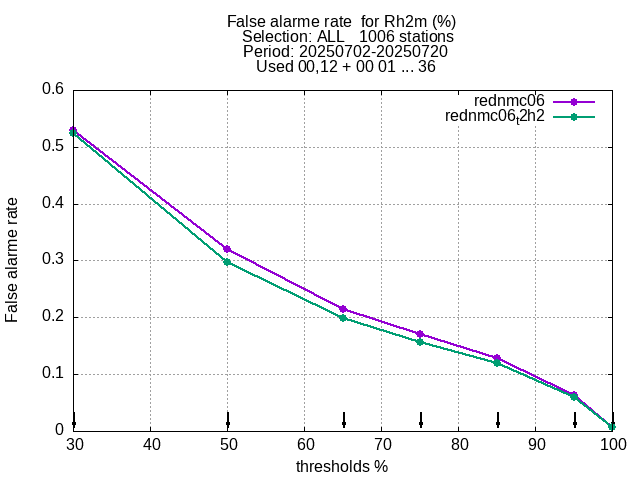 False alarme rate  for Rh2m (%)
Selection: ALL   1006 stations
Period: 20250702-20250720
Used 00,12 + 00 01 ... 36
rednmc06
rednmc06t2h2
False alarme rate
0.6
0.5
0.4
0.3
0.2
0.1
0
30 40 50 60 70 80 90 100
thresholds %